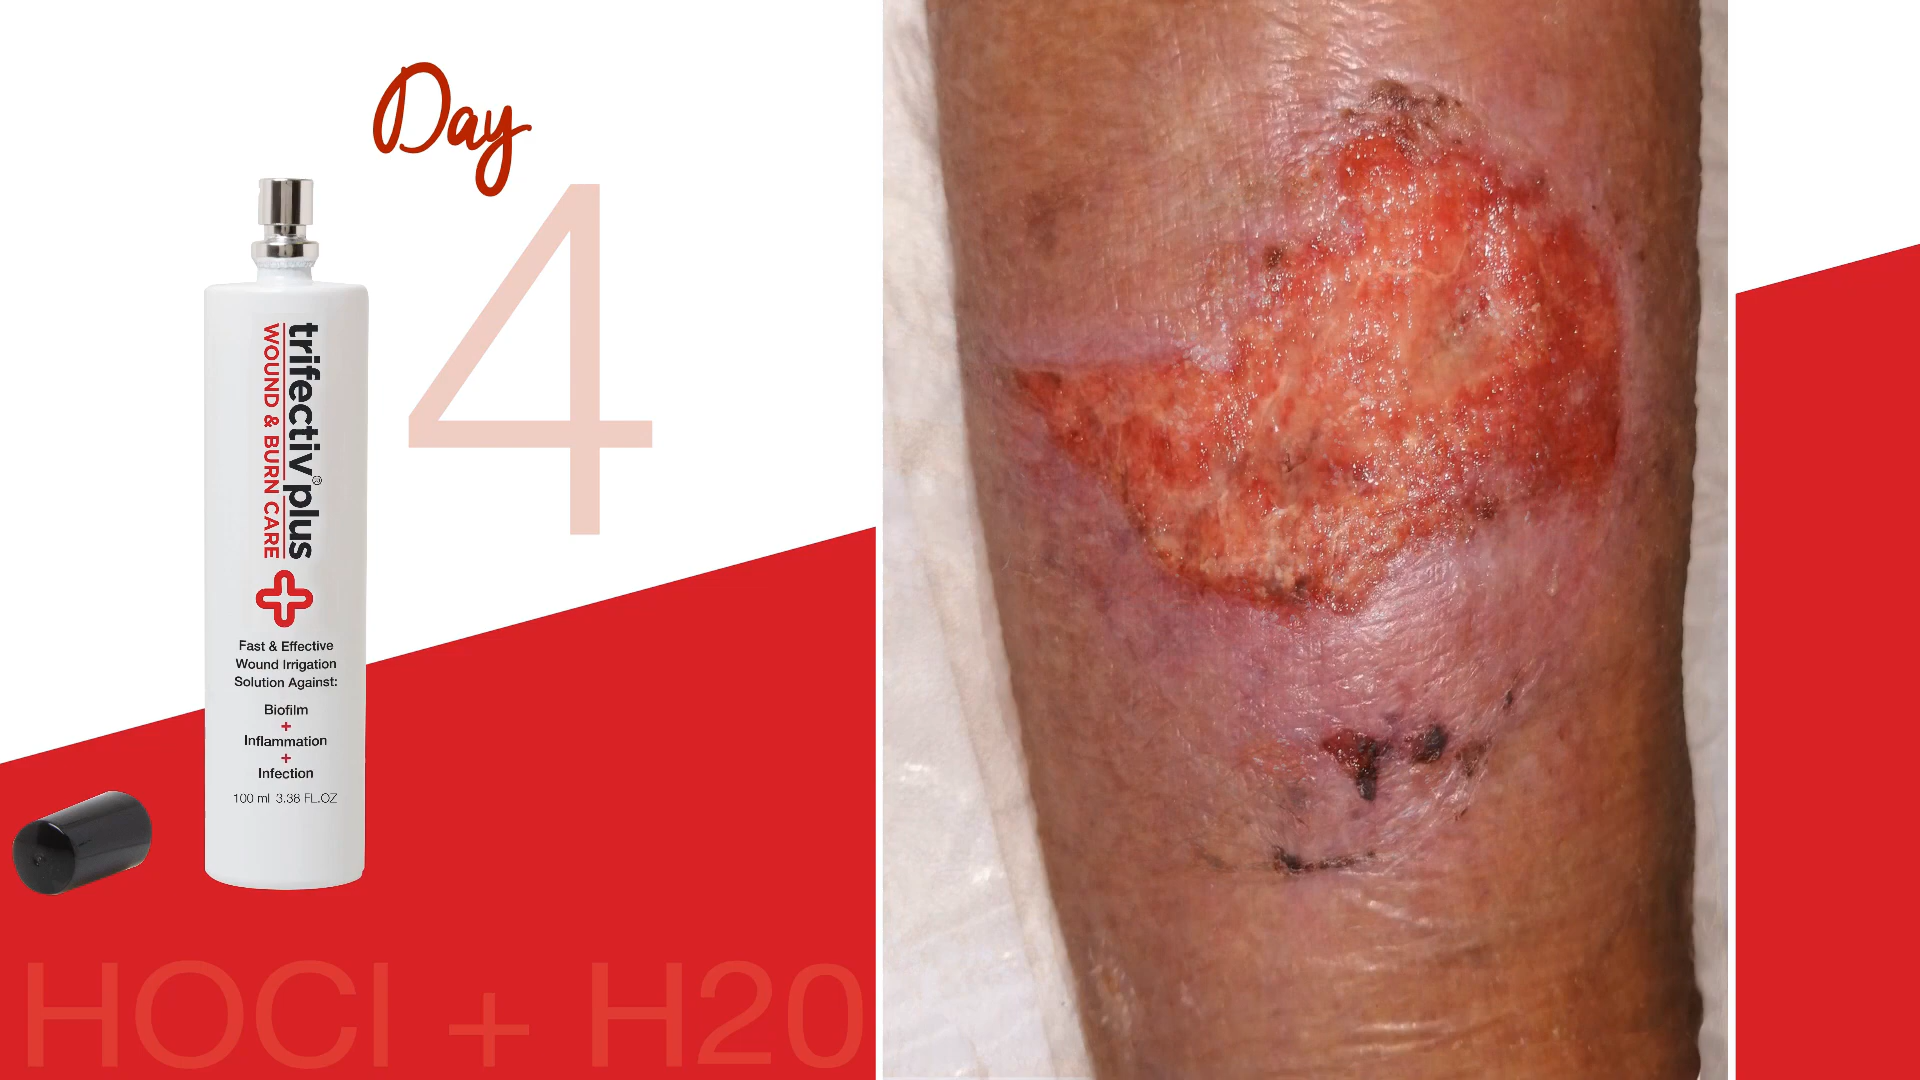 Day
4
trifectiv® plus
WOUND & BURN CARE
Fast & Effective
Wound Irrigation
Solution Against:
Biofilm
+
Inflammation
+
Infection
100 ml 3.38 FL.OZ
HOCl + H20